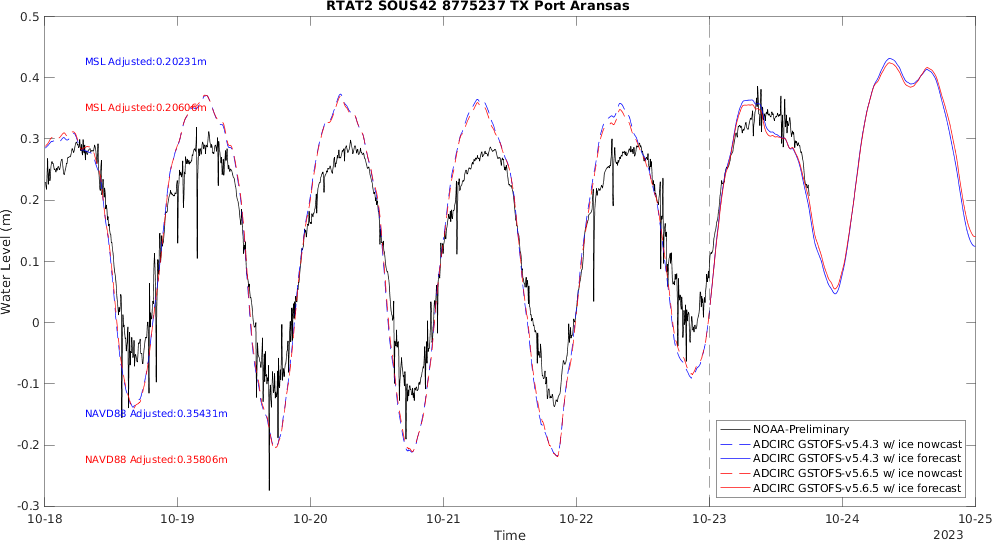 RTAT2 SOUS42 8775237 TX Port Aransas
0.5
0.4
0.3
0.2
0.1
0
-0.1
-0.2
-0.3
Water Level (m)
MSL Adjusted:0.20231m
MSL Adjusted:0.20606m
NAVD88 Adjusted:0.35431m
NAVD88 Adjusted:0.35806m
NOAA-Preliminary
ADCIRC GSTOFS-v5.4.3 w/ ice nowcast
ADCIRC GSTOFS-v5.4.3 w/ ice forecast
ADCIRC GSTOFS-v5.6.5 w/ ice nowcast
ADCIRC GSTOFS-v5.6.5 w/ ice forecast
10-18 10-19 10-20 10-21 10-22 10-23 10-24 10-25
Time
2023